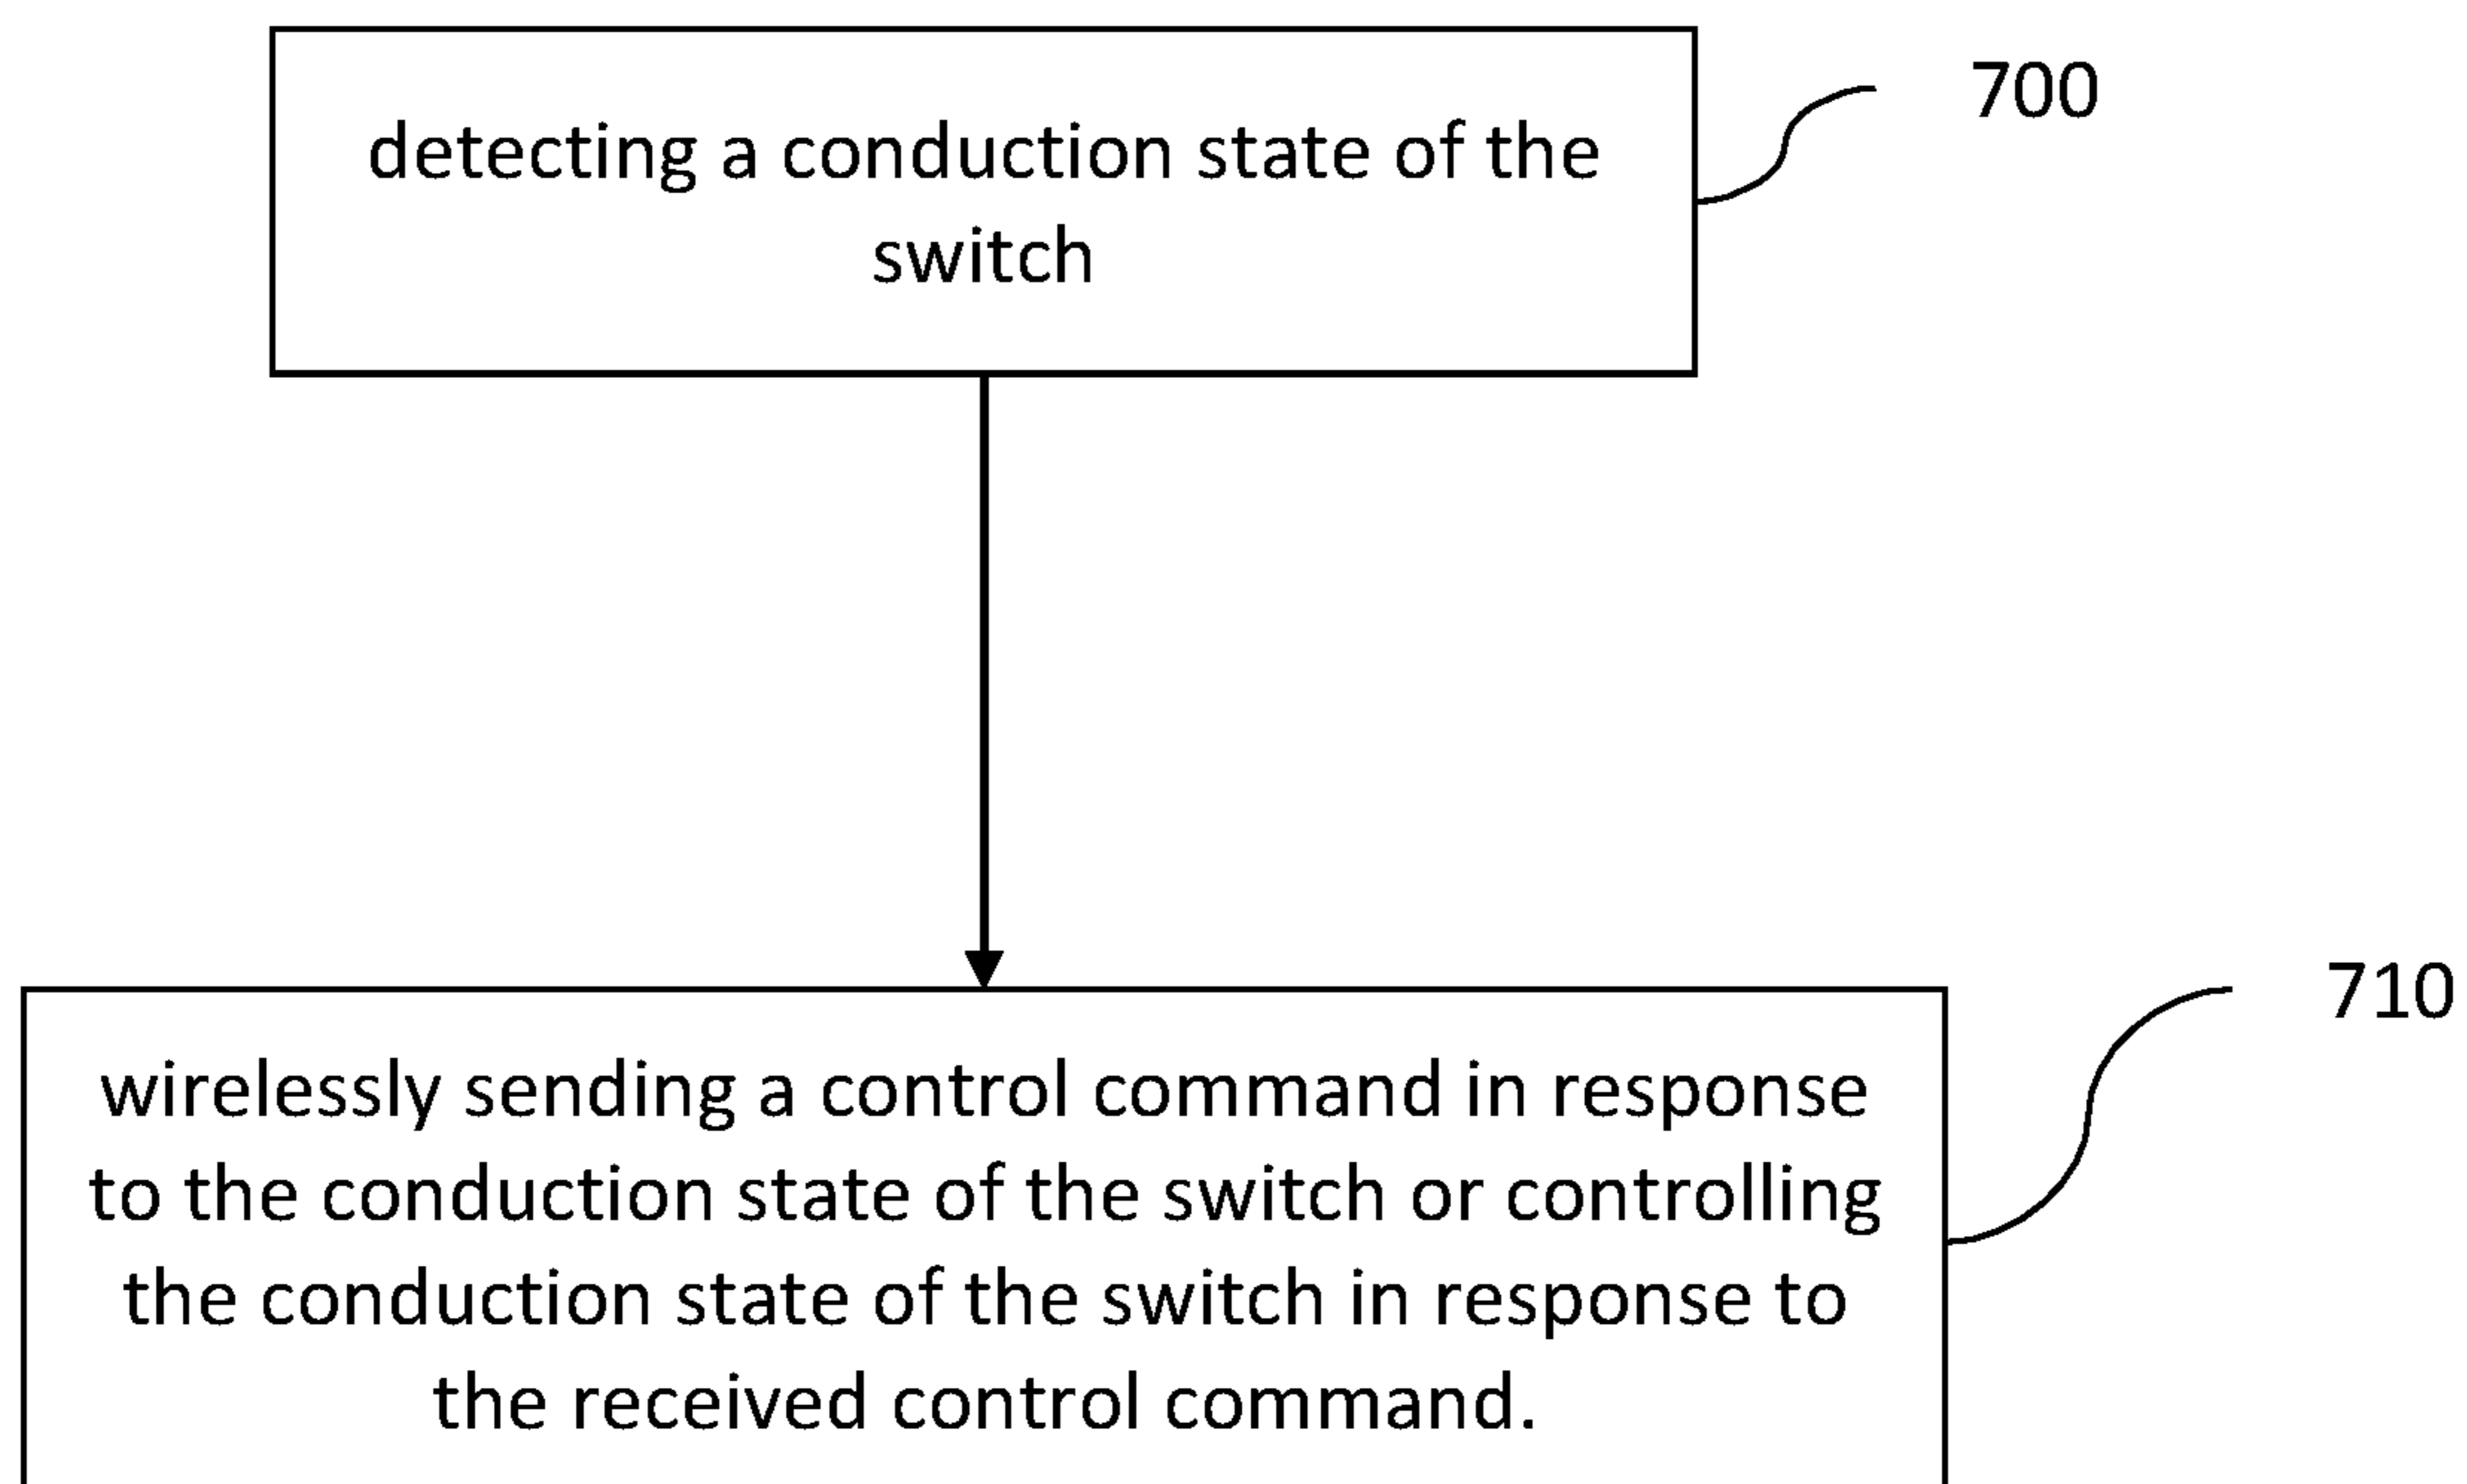 detecting a conduction state of the
switch
700
wirelessly sending a control command in response
to the conduction state of the switch or controlling
the conduction state of the switch in response to
the received control command.
710